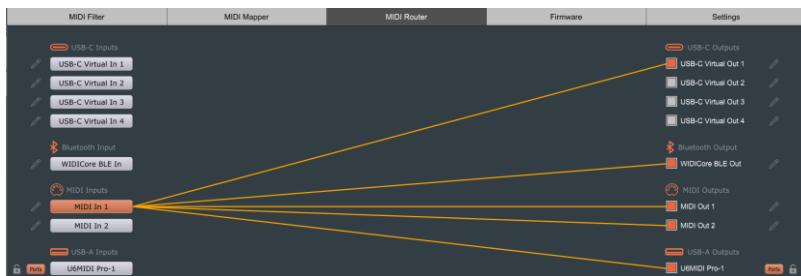 MIDI Filter MIDI Mapper MIDI Router Firmware Settings
USB-C Inputs USB-C Outputs
USB-C Virtual In 1 USB-C Virtual Out 1
USB-C Virtual In 2 USB-C Virtual Out 2
USB-C Virtual In 3 USB-C Virtual Out 3
USB-C Virtual In 4 USB-C Virtual Out 4
Bluetooth Input Bluetooth Output
WIDICore BLE In WIDICore BLE Out
MIDI Inputs MIDI Outputs
MIDI In 1 MIDI Out 1
MIDI In 2 MIDI Out 2
USB-A Inputs USB-A Outputs
Ports U6MIDI Pro-1 U6MIDI Pro-1 Ports